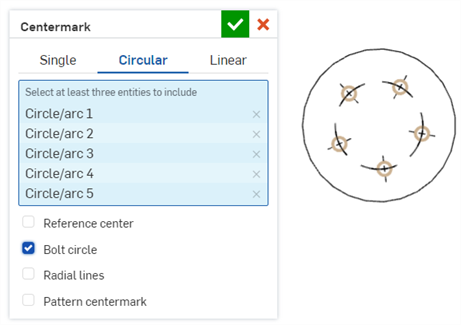 Centermark
Single Circular Linear
Select at least three entities to include
Circle/arc 1
Circle/arc 2
Circle/arc 3
Circle/arc 4
Circle/arc 5
Reference center
Bolt circle
Radial lines
Pattern centermark